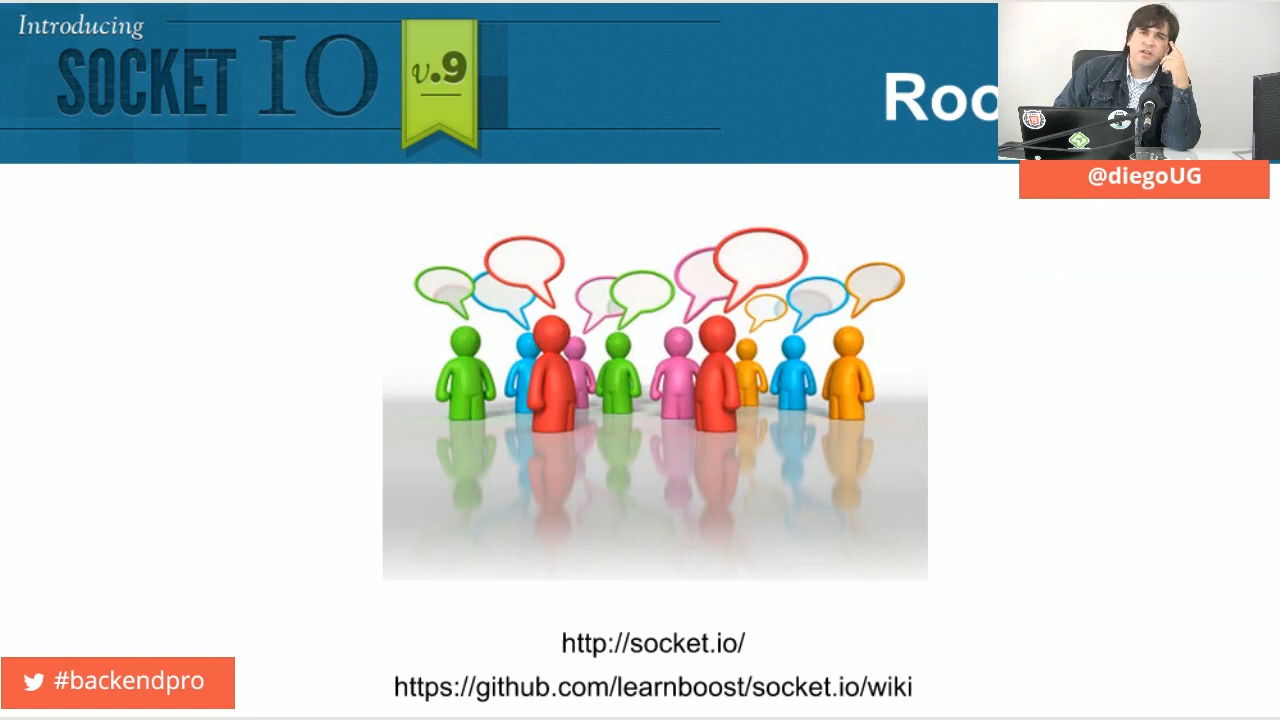 Introducing
SOCKET IO v.9
Roo
@diegoUG
http://socket.io/
#backendpro
https://github.com/learnboost/socket.io/wiki